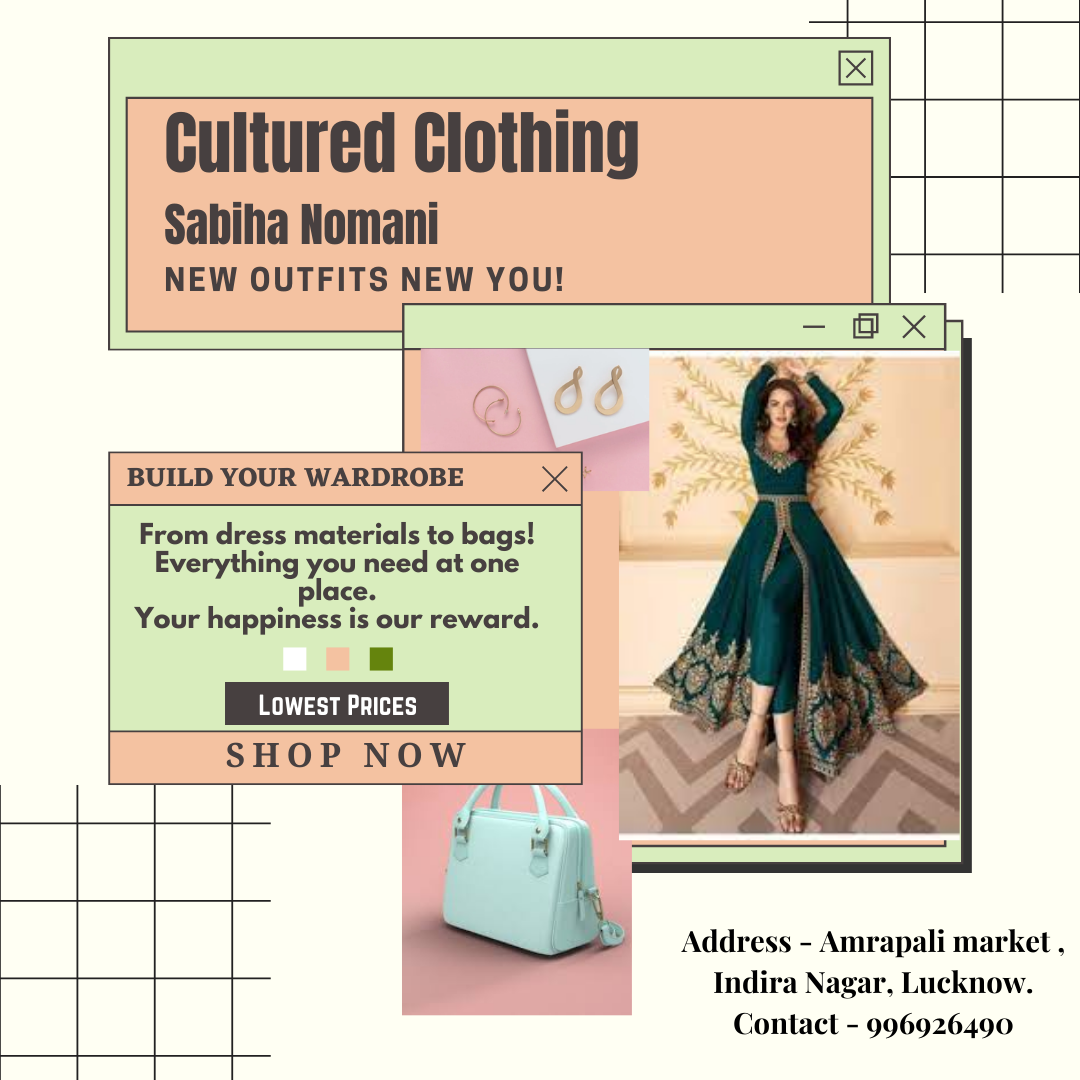 Cultured Clothing
Sabiha Nomani
NEW OUTFITS NEW YOU!
BUILD YOUR WARDROBE
From dress materials to bags!
Everything you need at one
place.
Your happiness is our reward.
LOWEST PRICES
SHOP NOW
Address - Amrapali market ,
Indira Nagar, Lucknow.
Contact - 996926490